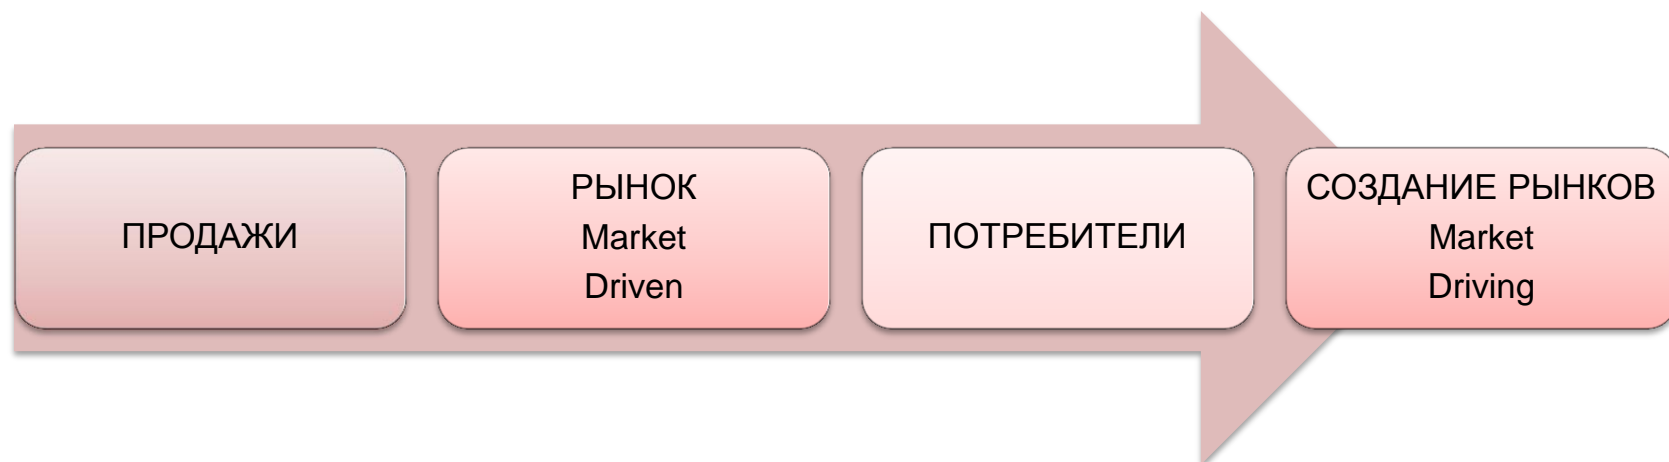 ПРОДАЖИ
РЫНОК
Market
Driven
ПОТРЕБИТЕЛИ
СОЗДАНИЕ РЫНКОВ
Market
Driving